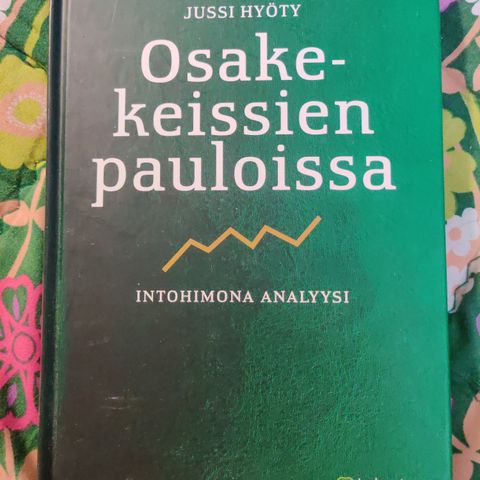 JUSSI HYÖTY
Osake-
keissien
pauloissa
INTOHIMONA ANALYYSI